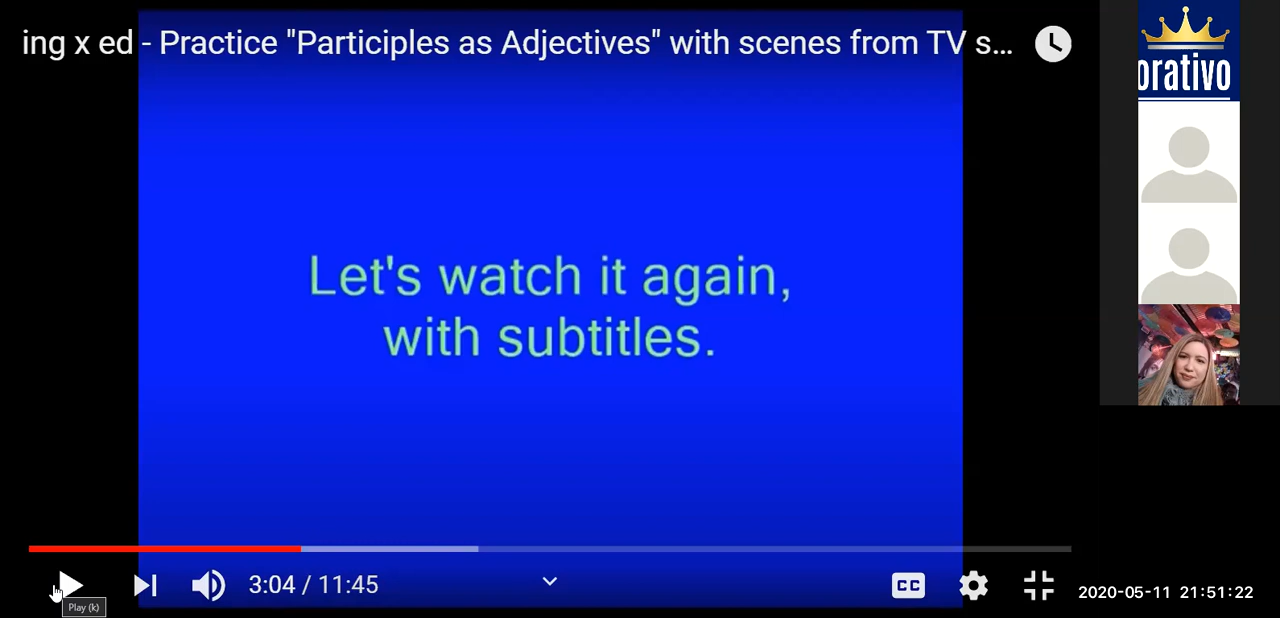 ing x ed - Practice "Participles as Adjectives" with scenes from TV s...
orativo
Let's watch it again,
with subtitles.
3:04 / 11:45
CC
Play (k)
2020-05-11 21:51:22